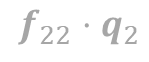 f₂₂ · q₂